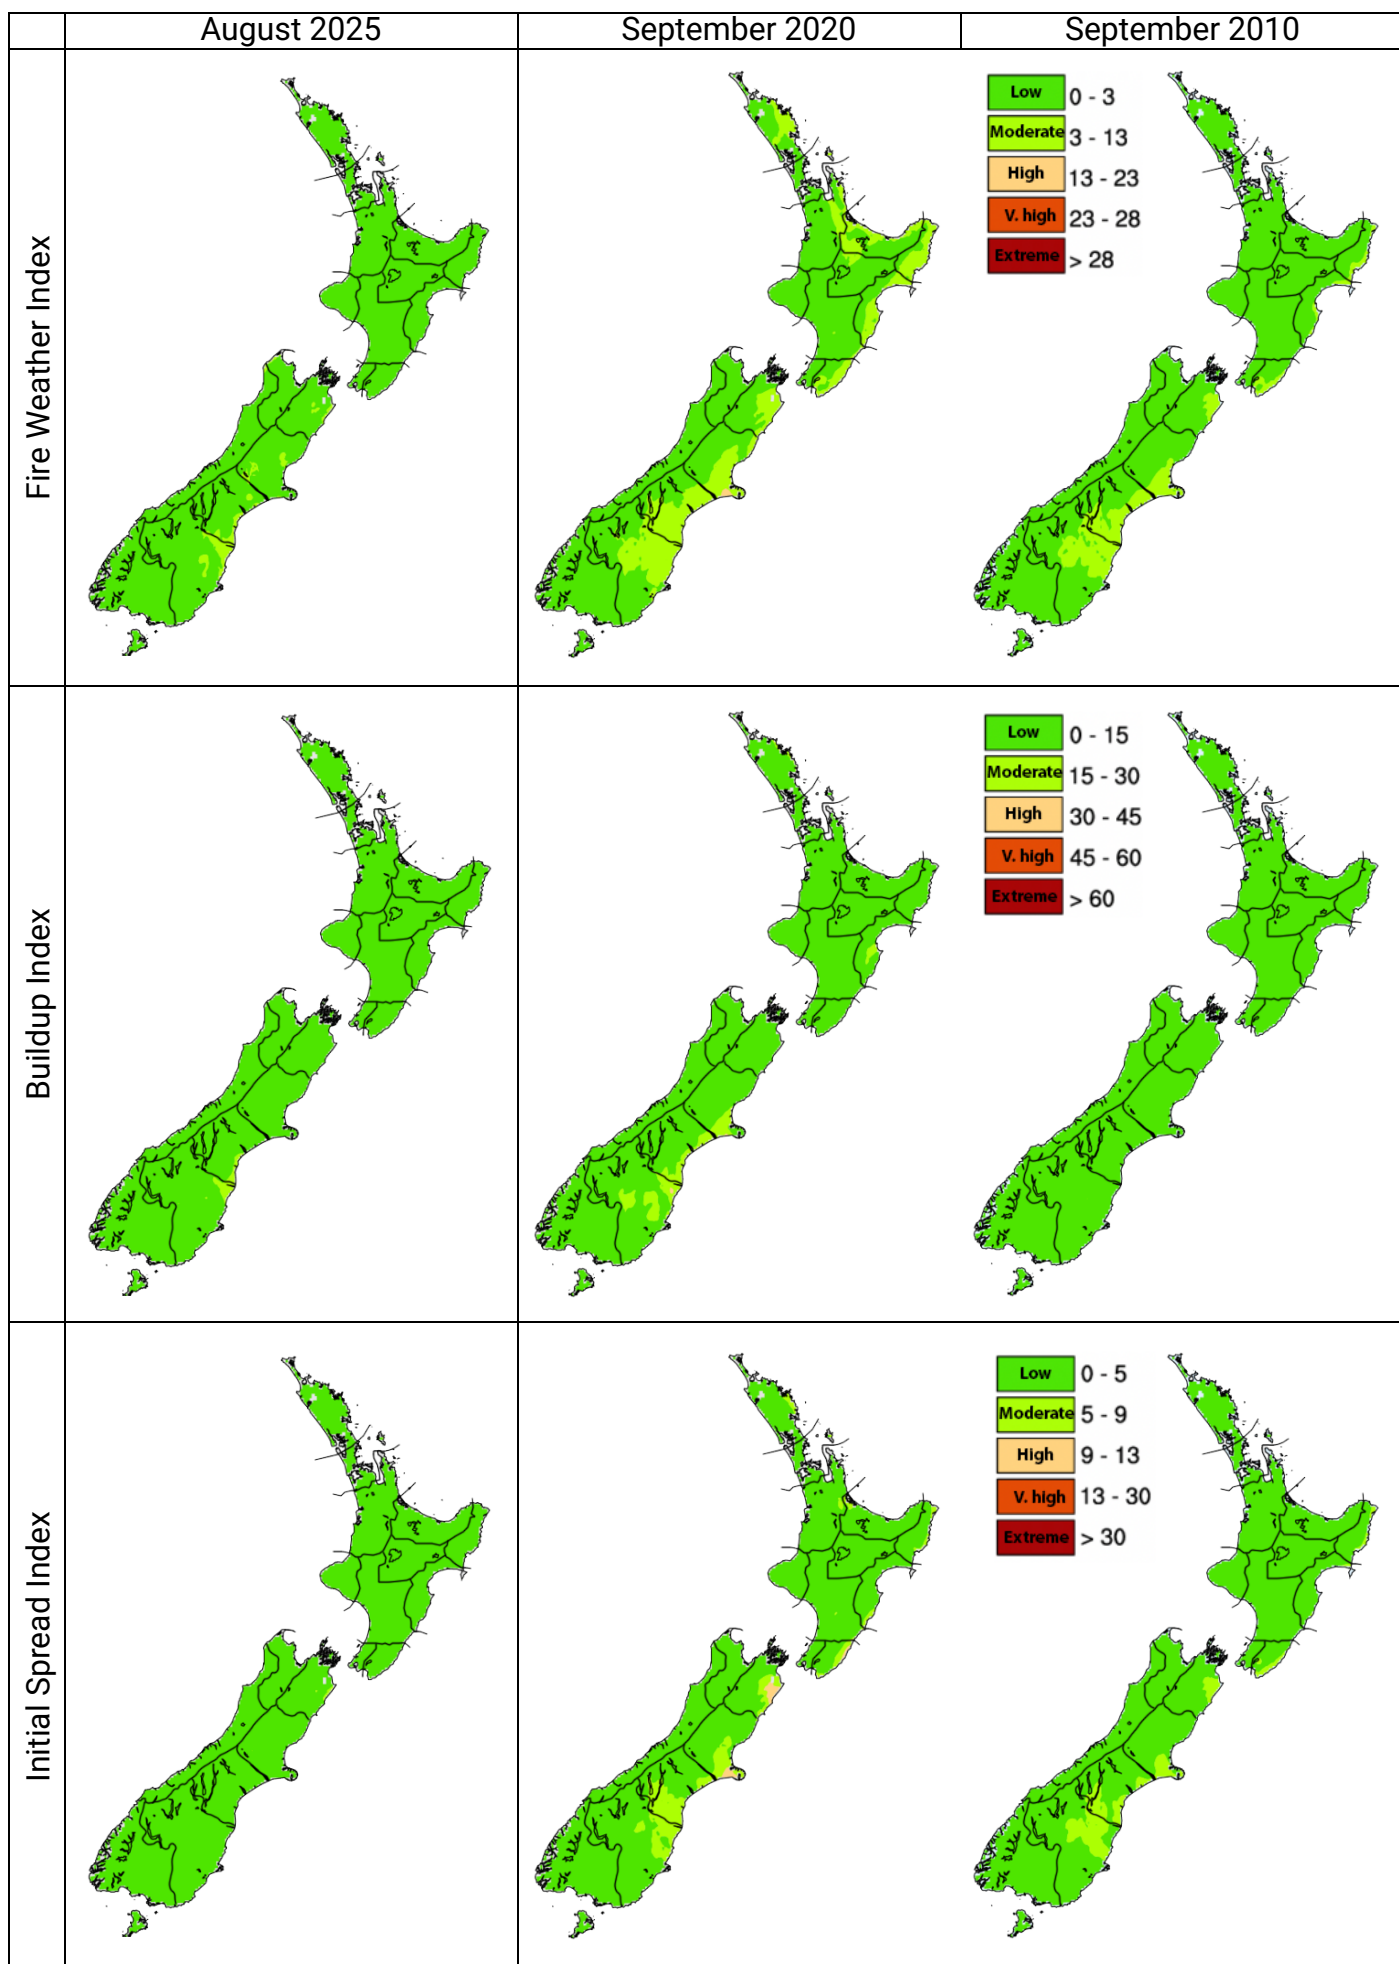 August 2025
September 2020
September 2010
Fire Weather Index
Low 0 - 3
Moderate 3 - 13
High 13 - 23
V. high 23 - 28
Extreme > 28
Buildup Index
Low 0 - 15
Moderate 15 - 30
High 30 - 45
V. high 45 - 60
Extreme > 60
Initial Spread Index
Low 0 - 5
Moderate 5 - 9
High 9 - 13
V. high 13 - 30
Extreme > 30